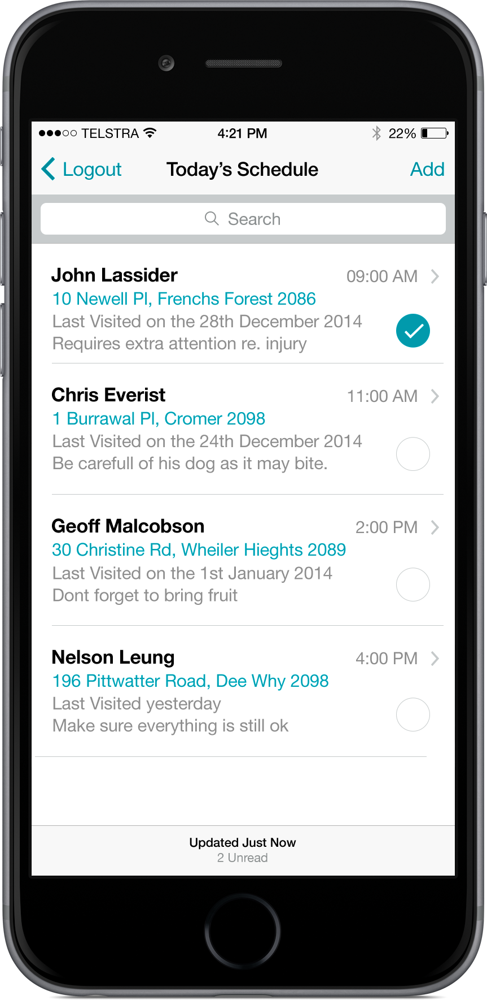 TELSTRA 4:21 PM 22%
Logout Today's Schedule Add
Search
John Lassider 09:00 AM
10 Newell Pl, Frenchs Forest 2086
Last Visited on the 28th December 2014
Requires extra attention re. injury
Chris Everist 11:00 AM
1 Burrawal Pl, Cromer 2098
Last Visited on the 24th December 2014
Be carefull of his dog as it may bite.
Geoff Malcobson 2:00 PM
30 Christine Rd, Wheiler Hieghts 2089
Last Visited on the 1st January 2014
Dont forget to bring fruit
Nelson Leung 4:00 PM
196 Pittwatter Road, Dee Why 2098
Last Visited yesterday
Make sure everything is still ok
Updated Just Now
2 Unread